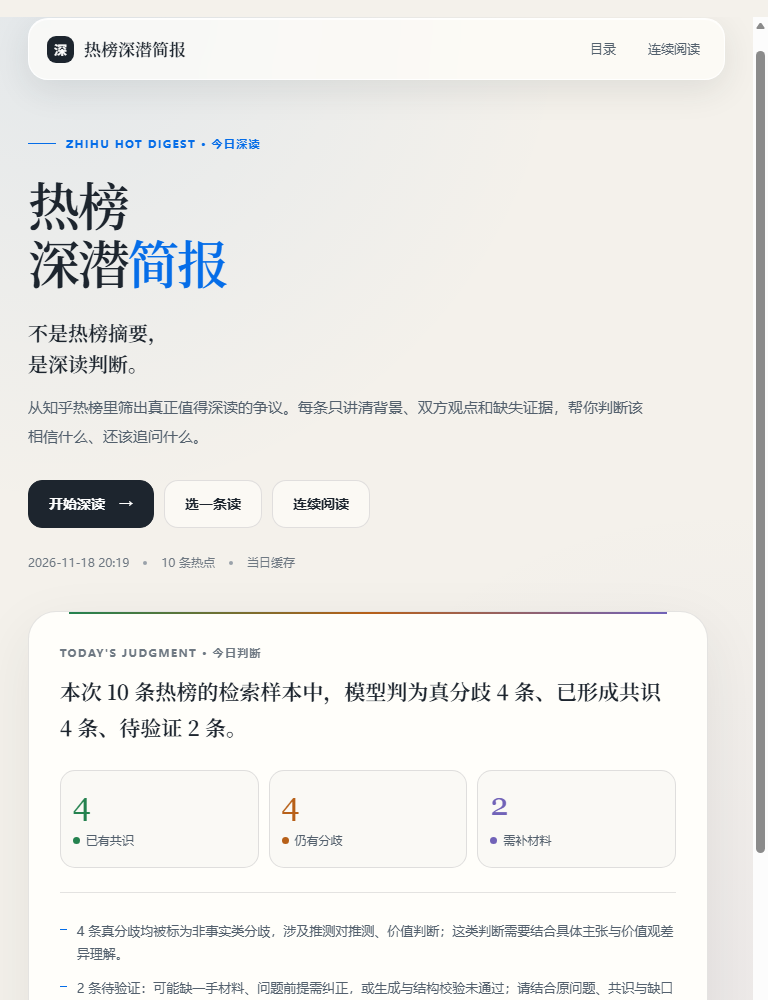 深 热榜深潜简报 目录 连续阅读
ZHIHU HOT DIGEST • 今日深读
热榜
深潜简报
不是热榜摘要，
是深读判断。
从知乎热榜里筛出真正值得深读的争议。每条只讲清背景、双方观点和缺失证据，帮你判断该
相信什么、还该追问什么。
开始深读 → 选一条读 连续阅读
2026-11-18 20:19 • 10 条热点 • 当日缓存
TODAY'S JUDGMENT • 今日判断
本次 10 条热榜的检索样本中，模型判为真分歧 4 条、已形成共识
4 条、待验证 2 条。
4 4 2
已有共识 仍有分歧 需补材料
4 条真分歧均被标为非事实类分歧，涉及推测对推测、价值判断；这类判断需要结合具体主张与价值观差
异理解。
2 条待验证：可能缺一手材料、问题前提需纠正，或生成与结构校验未通过；请结合原问题、共识与缺口